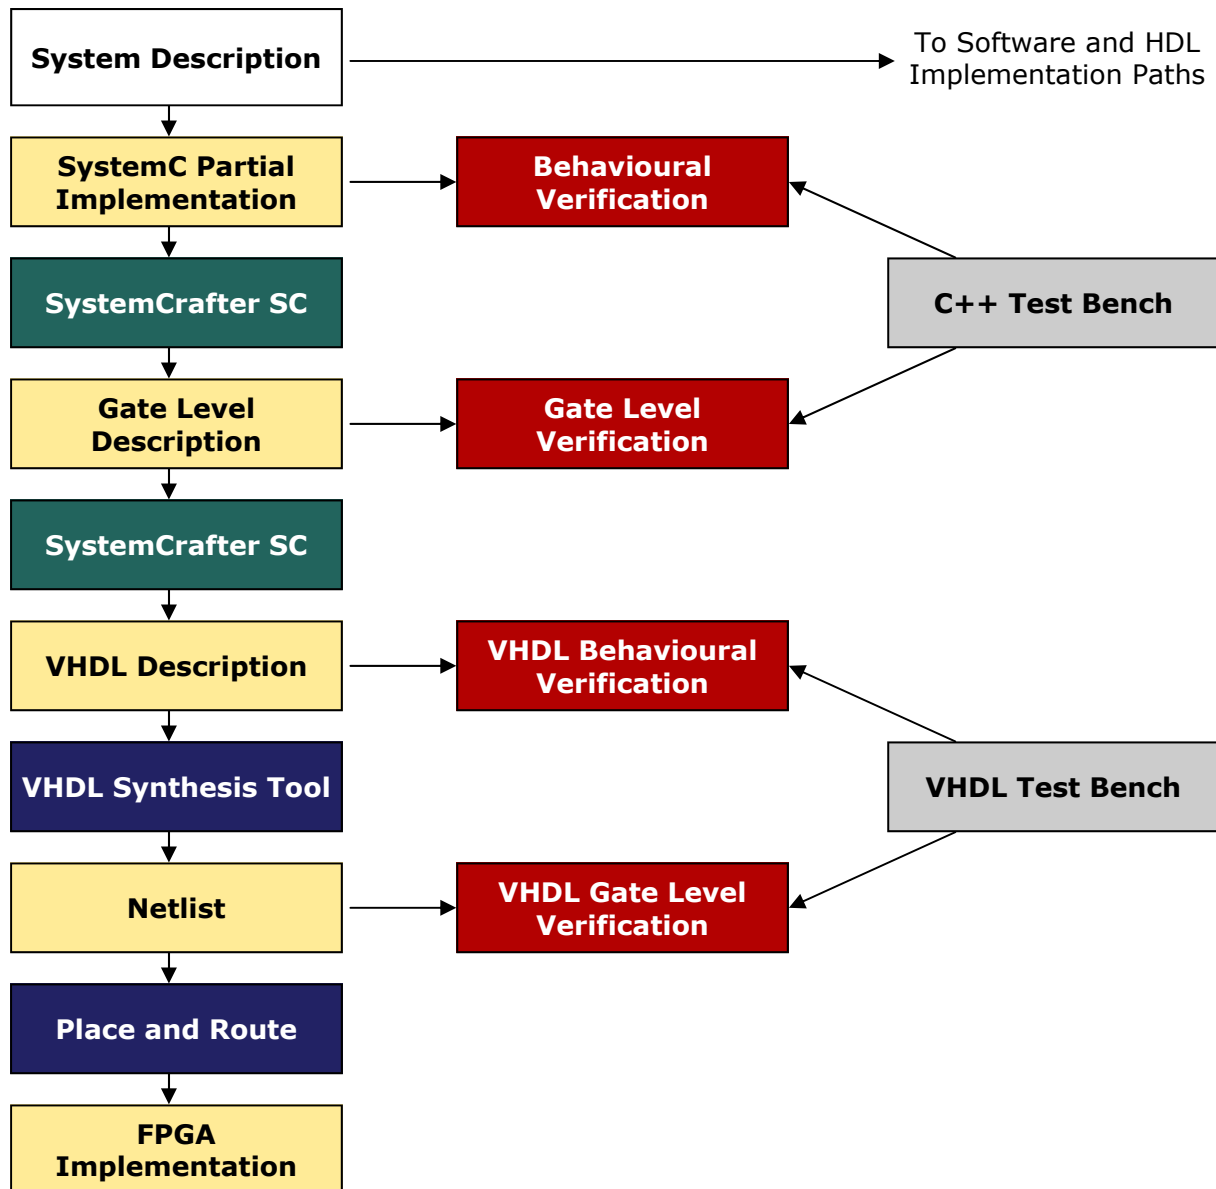 System Description
To Software and HDL
Implementation Paths
SystemC Partial
Implementation
Behavioural
Verification
SystemCrafter SC
C++ Test Bench
Gate Level
Description
Gate Level
Verification
SystemCrafter SC
VHDL Description
VHDL Behavioural
Verification
VHDL Synthesis Tool
VHDL Test Bench
Netlist
VHDL Gate Level
Verification
Place and Route
FPGA
Implementation